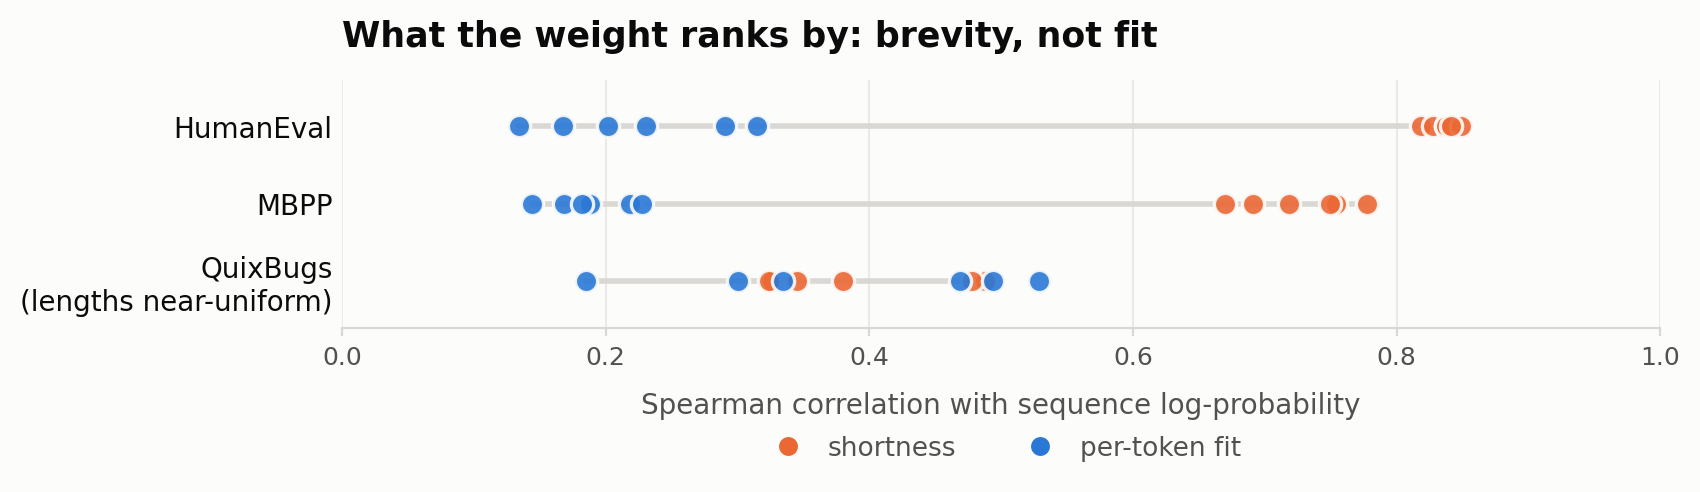 What the weight ranks by: brevity, not fit
HumanEval
MBPP
QuixBugs
(lengths near-uniform)
0.0 0.2 0.4 0.6 0.8 1.0
Spearman correlation with sequence log-probability
shortness per-token fit